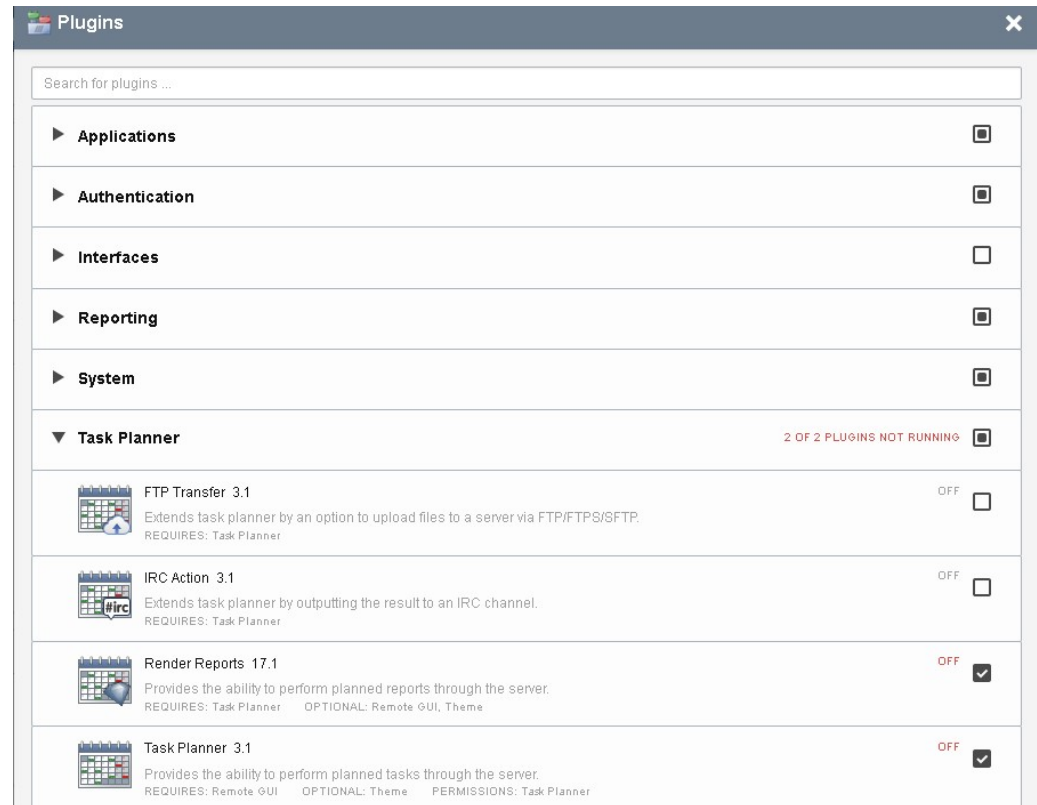 Plugins
Search for plugins ...
Applications
Authentication
Interfaces
Reporting
System
Task Planner 2 OF 2 PLUGINS NOT RUNNING
FTP Transfer 3.1 OFF
Extends task planner by an option to upload files to a server via FTP/FTPS/SFTP.
REQUIRES: Task Planner
IRC Action 3.1 OFF
#irc
Extends task planner by outputting the result to an IRC channel.
REQUIRES: Task Planner
Render Reports 17.1 OFF
Provides the ability to perform planned reports through the server.
REQUIRES: Task Planner OPTIONAL: Remote GUI, Theme
Task Planner 3.1 OFF
Provides the ability to perform planned tasks through the server.
REQUIRES: Remote GUI OPTIONAL: Theme PERMISSIONS: Task Planner